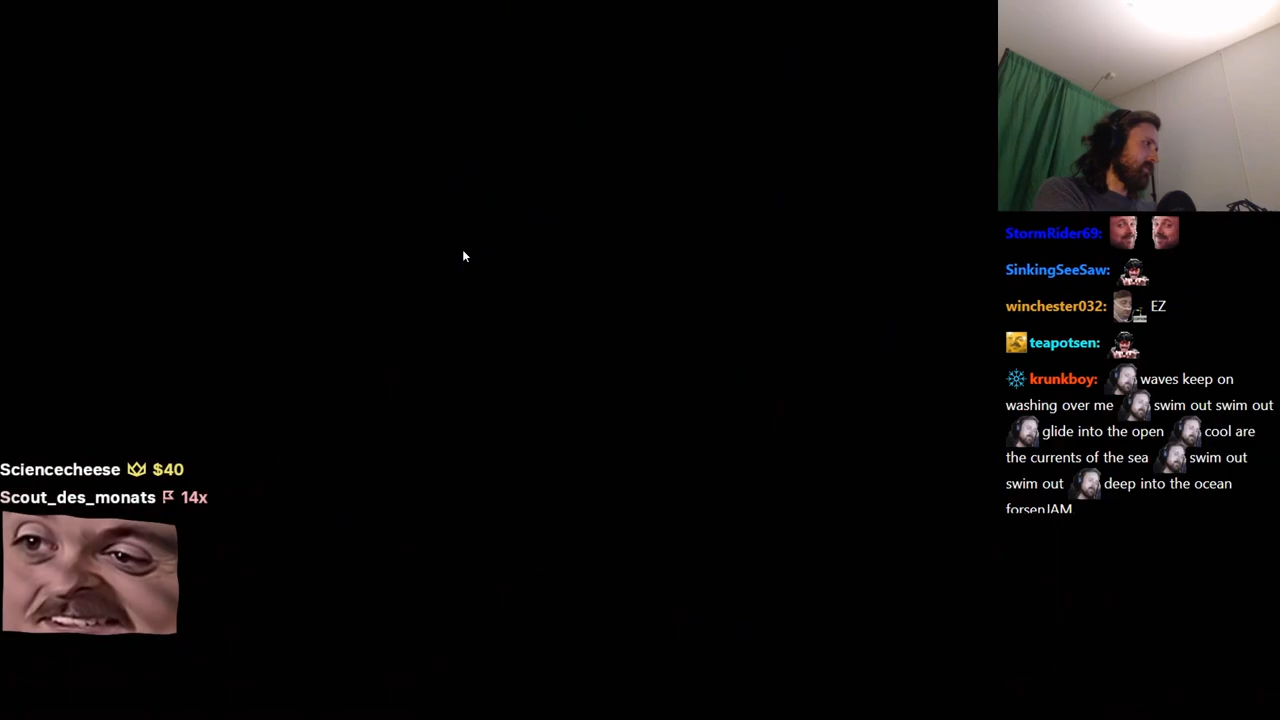 StormRider69:
SinkingSeeSaw:
winchester032: EZ
teapotsen:
krunkboy: waves keep on
washing over me swim out swim out
glide into the open cool are
the currents of the sea swim out
swim out deep into the ocean
forsenJAM
Sciencecheese $40
Scout_des_monats 14x